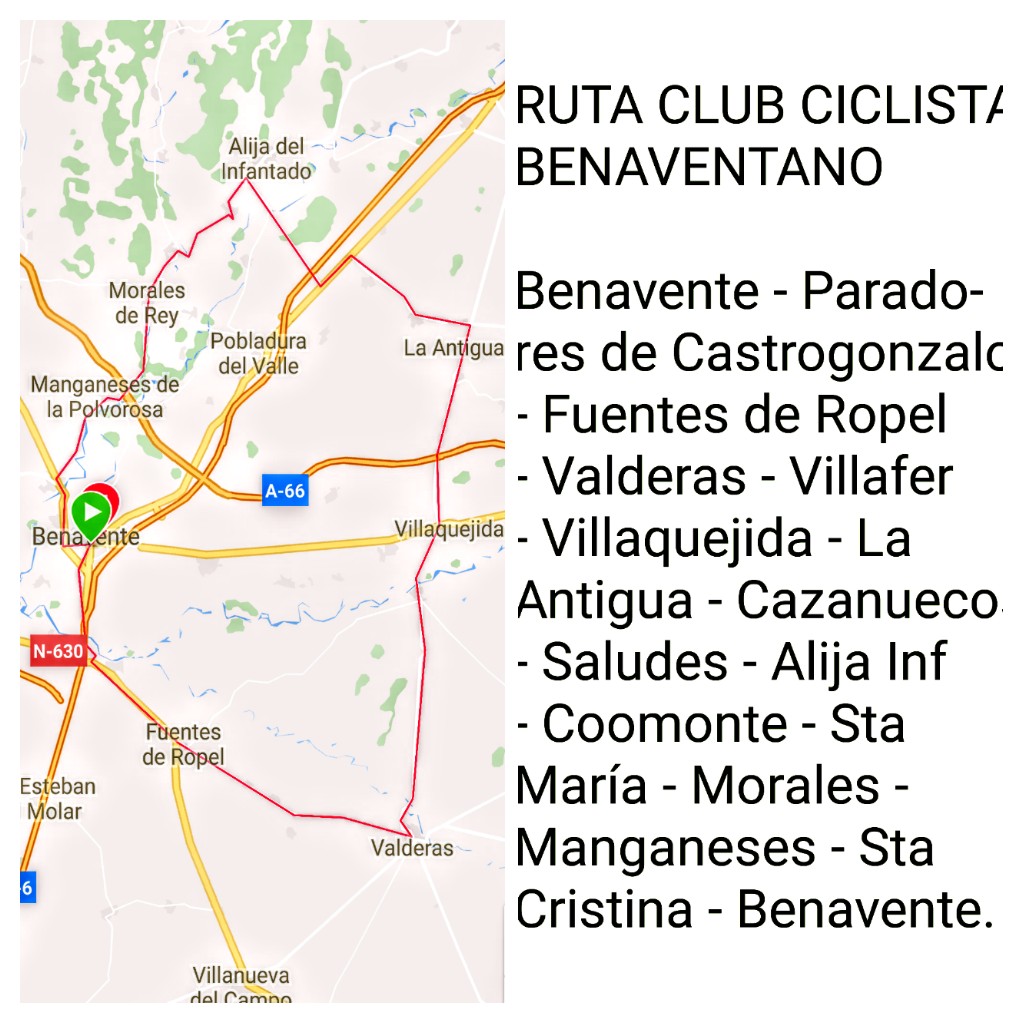 Alija del
Infantado
Morales
de Rey
Pobladura
del Valle
La Antigua
Manganeses de
la Polvorosa
A-66
Benavente
Villaquejida
N-630
Fuentes
de Ropel
Esteban
Molar
Valderas
-6
Villanueva
del Campo
RUTA CLUB CICLISTA
BENAVENTANO
Benavente - Parado-
res de Castrogonzalo
- Fuentes de Ropel
- Valderas - Villafer
- Villaquejida - La
Antigua - Cazanuecos
- Saludes - Alija Inf
- Coomonte - Sta
María - Morales -
Manganeses - Sta
Cristina - Benavente.